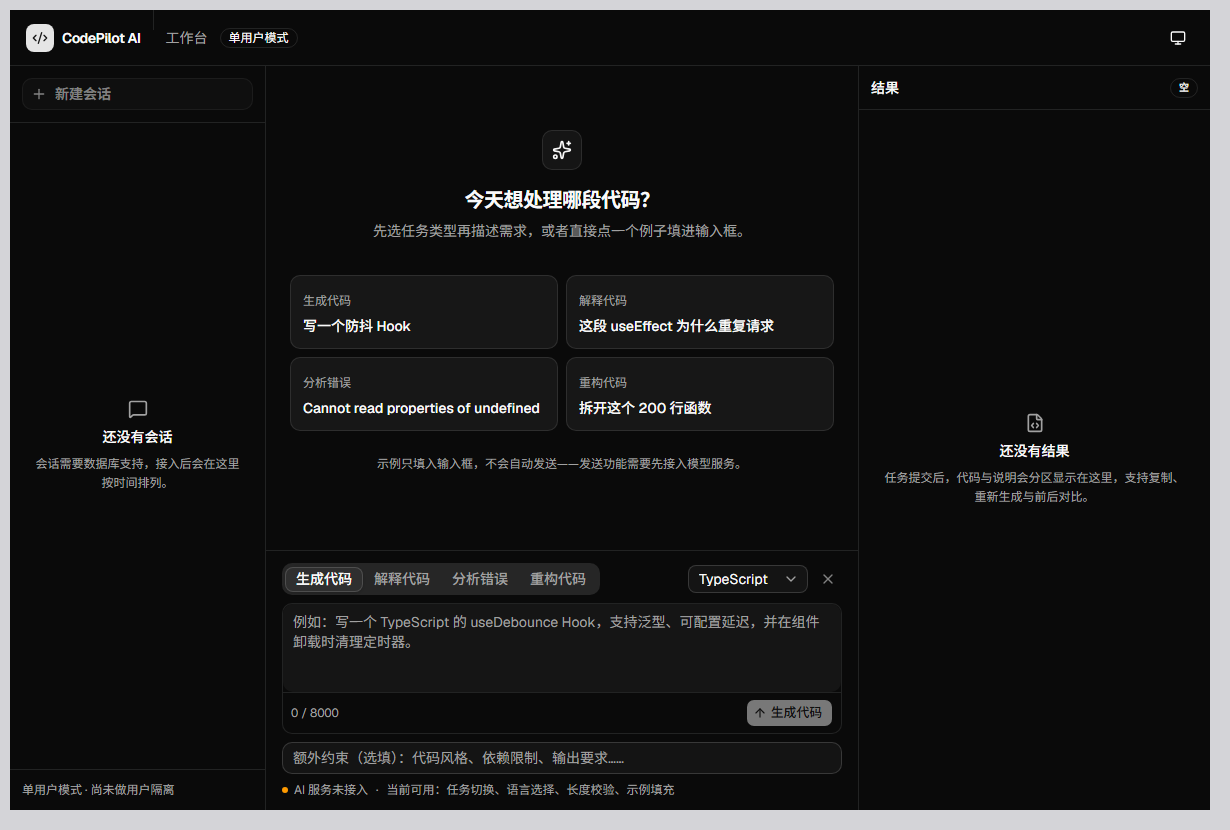 CodePilot AI
工作台
单用户模式
新建会话
还没有会话
会话需要数据库支持，接入后会在这里
按时间排列。
单用户模式 · 尚未做用户隔离
今天想处理哪段代码？
先选任务类型再描述需求，或者直接点一个例子填进输入框。
生成代码
写一个防抖 Hook
解释代码
这段 useEffect 为什么重复请求
分析错误
Cannot read properties of undefined
重构代码
拆开这个 200 行函数
示例只填入输入框，不会自动发送——发送功能需要先接入模型服务。
生成代码 解释代码 分析错误 重构代码
TypeScript
例如：写一个 TypeScript 的 useDebounce Hook，支持泛型、可配置延迟，并在组件
卸载时清理定时器。
0 / 8000
生成代码
额外约束（选填）：代码风格、依赖限制、输出要求……
AI 服务未接入 · 当前可用：任务切换、语言选择、长度校验、示例填充
结果
空
还没有结果
任务提交后，代码与说明会分区显示在这里，支持复制、
重新生成与前后对比。